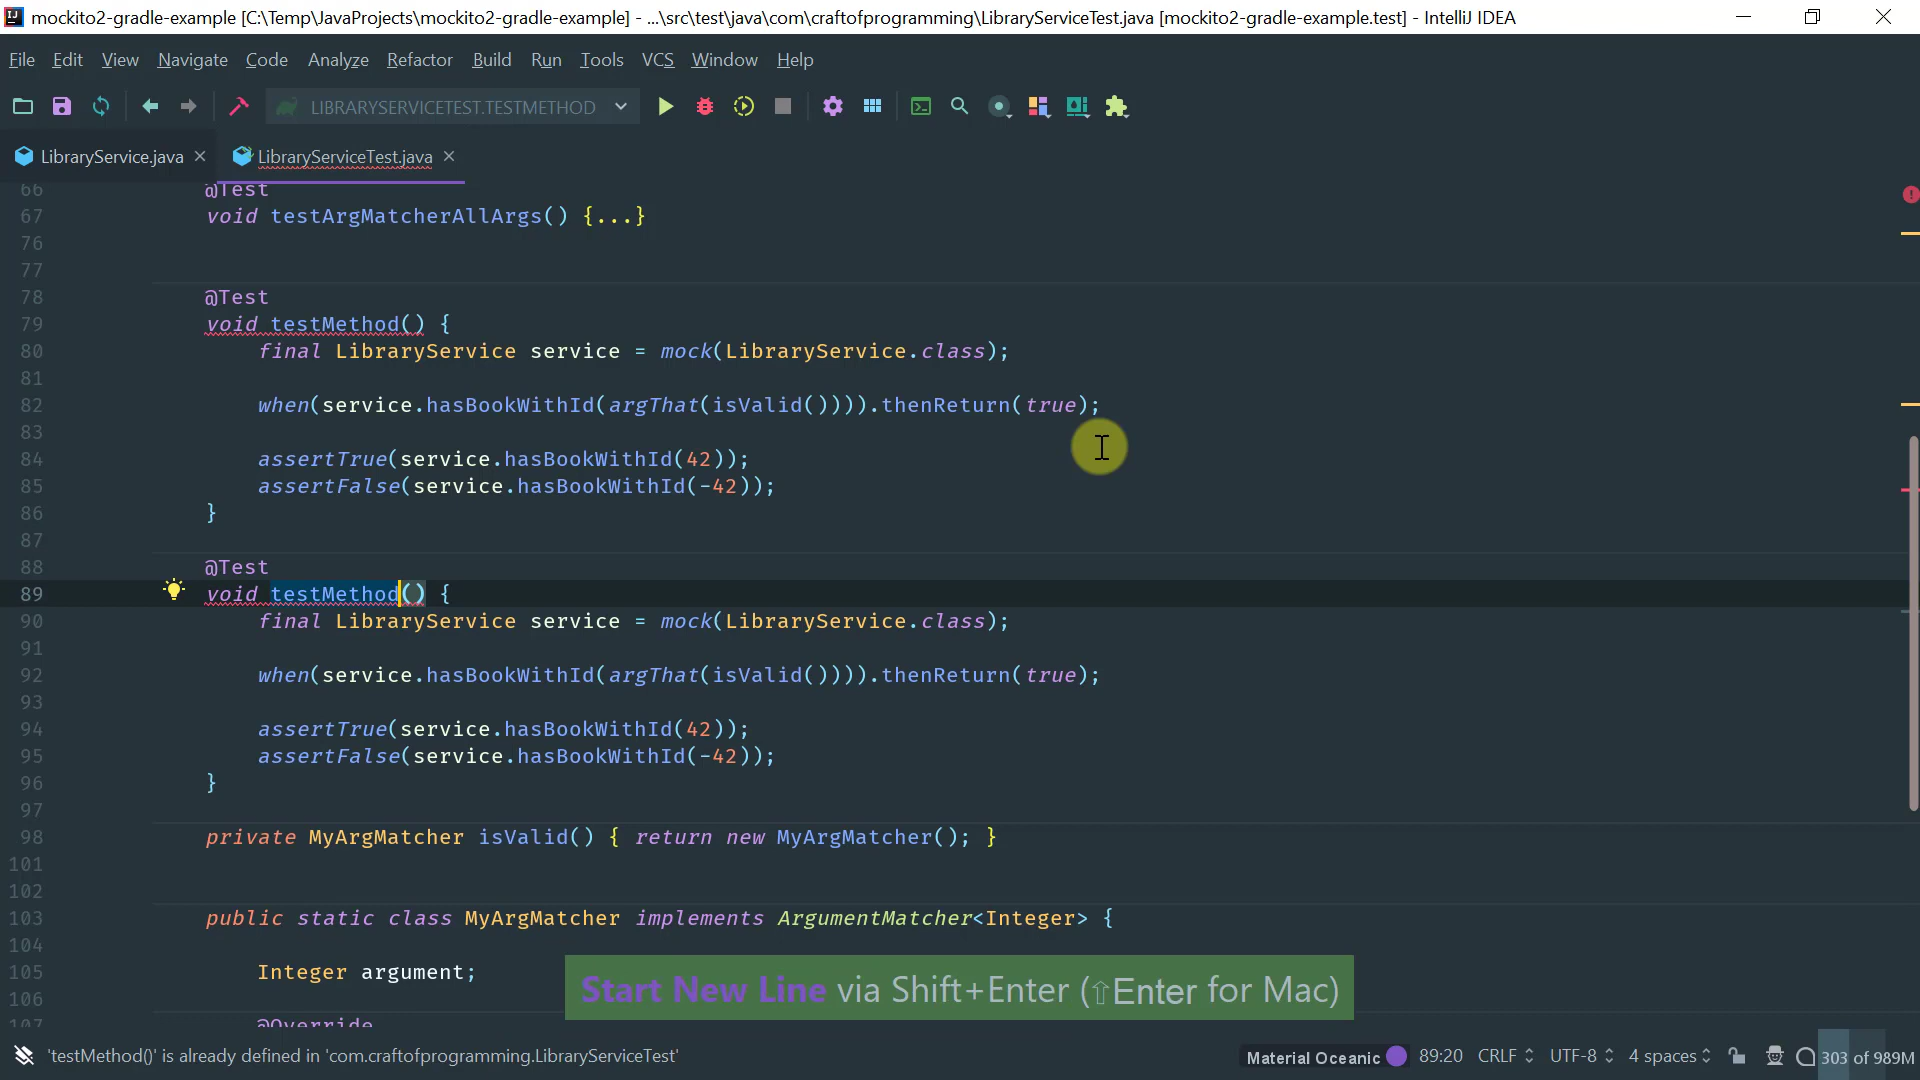 mockito2-gradle-example [C:\Temp\JavaProjects\mockito2-gradle-example] - ...\src\test\java\com\craftofprogramming\LibraryServiceTest.java [mockito2-gradle-example.test] - IntelliJ IDEA
File Edit View Navigate Code Analyze Refactor Build Run Tools VCS Window Help
LIBRARYSERVICETEST.TESTMETHOD
LibraryService.java LibraryServiceTest.java
66 @Test
67 void testArgMatcherAllArgs() {...}
76
77
78 @Test
79 void testMethod() {
80 final LibraryService service = mock(LibraryService.class);
81
82 when(service.hasBookWithId(argThat(isValid()))).thenReturn(true);
83
84 assertTrue(service.hasBookWithId(42));
85 assertFalse(service.hasBookWithId(-42));
86 }
87
88 @Test
89 void testMethod() {
90 final LibraryService service = mock(LibraryService.class);
91
92 when(service.hasBookWithId(argThat(isValid()))).thenReturn(true);
93
94 assertTrue(service.hasBookWithId(42));
95 assertFalse(service.hasBookWithId(-42));
96 }
97
98 private MyArgMatcher isValid() { return new MyArgMatcher(); }
101
102
103 public static class MyArgMatcher implements ArgumentMatcher<Integer> {
104
105 Integer argument;
106
107 @Override
Start New Line via Shift+Enter (⇧Enter for Mac)
'testMethod()' is already defined in 'com.craftofprogramming.LibraryServiceTest' Material Oceanic 89:20 CRLF UTF-8 4 spaces 303 of 989M